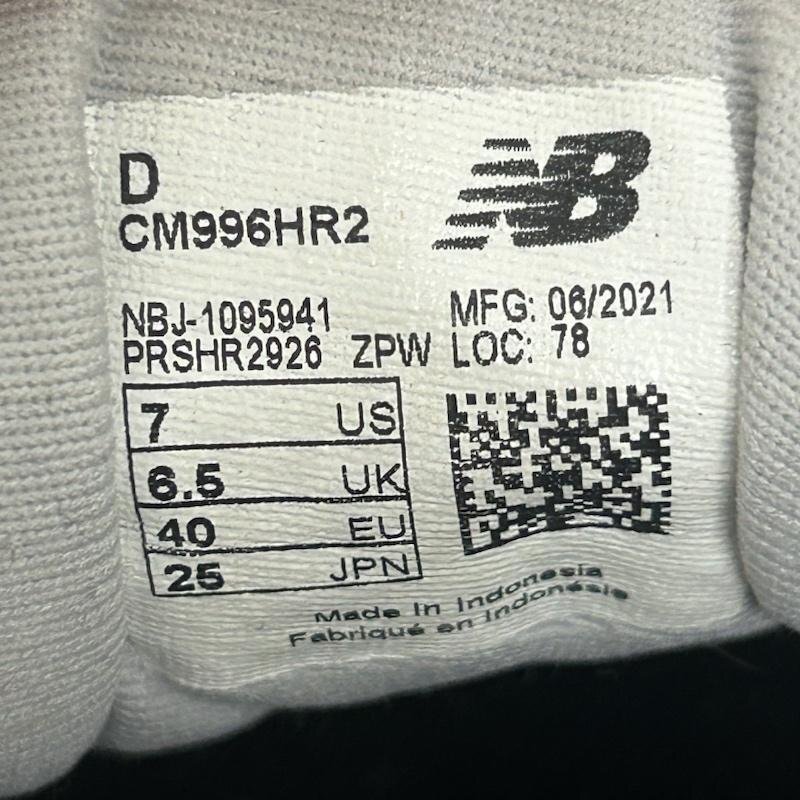 D
CM996HR2
NB
NBJ-1095941
PRSHR2926 ZPW
MFG: 06/2021
LOC: 78
7 US
6.5 UK
40 EU
25 JPN
Made in Indonesia
Fabriqué en Indonésie